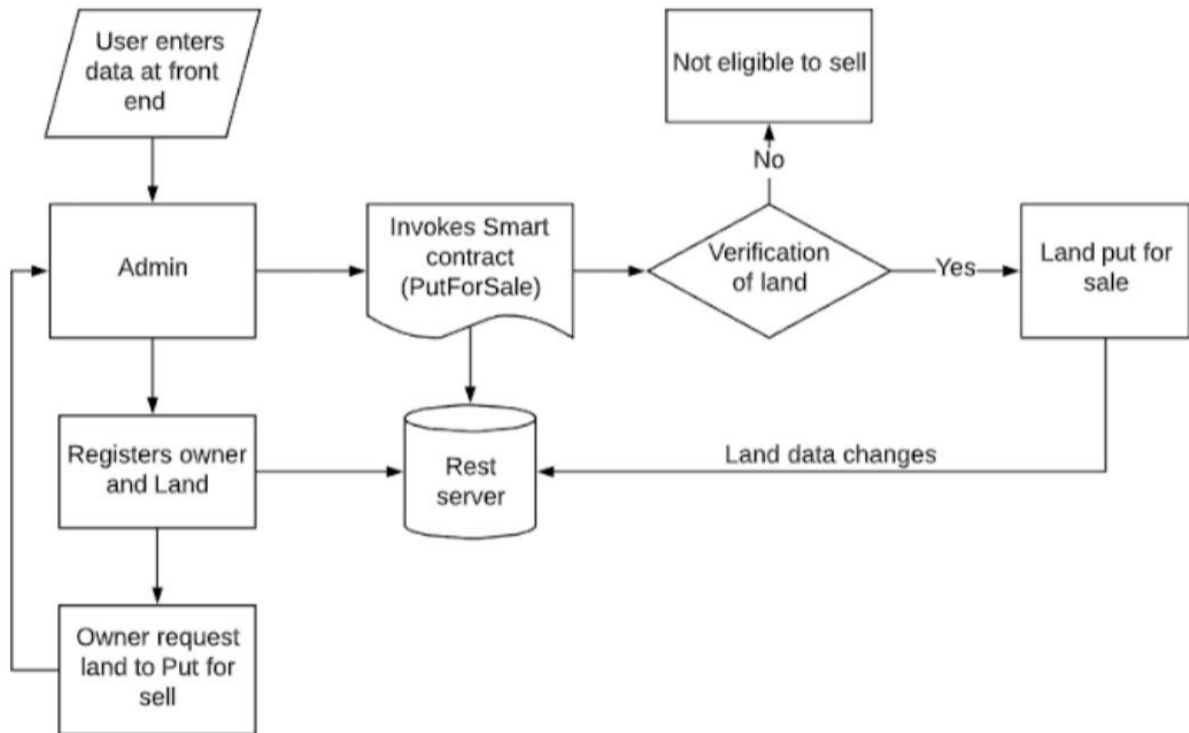 User enters
data at front
end
Not eligible to sell
No
Admin
Invokes Smart
contract
(PutForSale)
Verification
of land
Yes
Land put for
sale
Registers owner
and Land
Rest
server
Land data changes
Owner request
land to Put for
sell